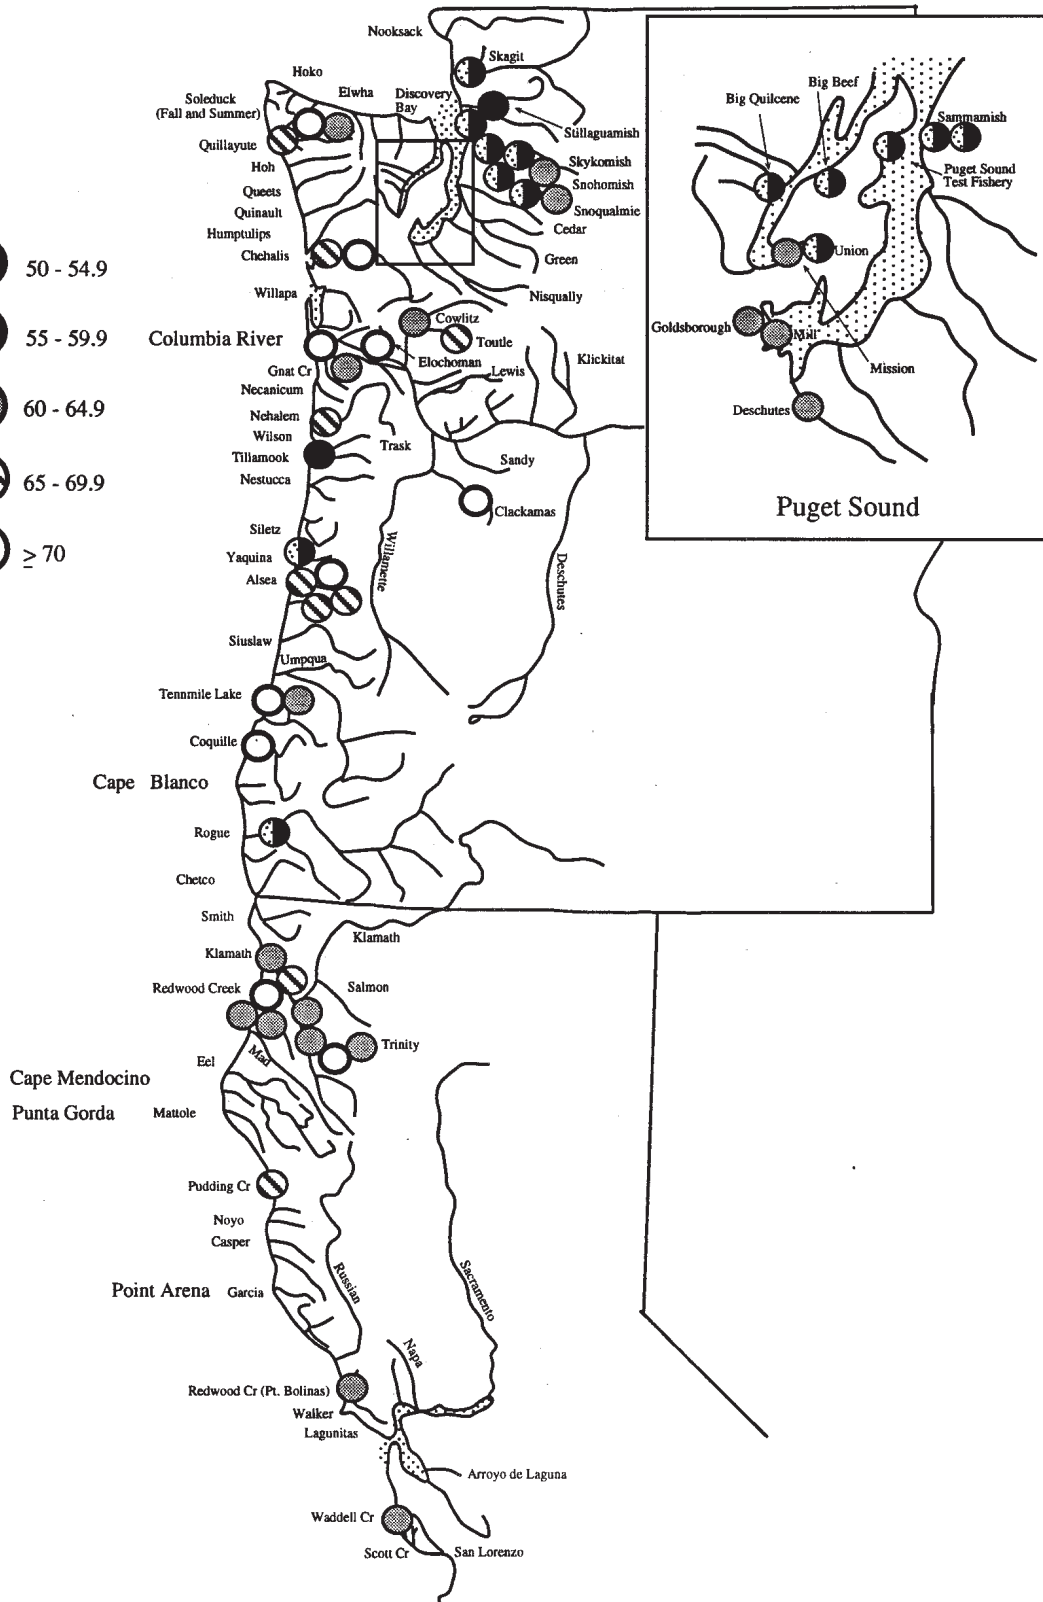 Nooksack
Skagit
Hoko
Elwha
Discovery
Bay
Soleduck
(Fall and Summer)
Stillaguamish
Quillayute
Skykomish
Hoh
Snohomish
Queets
Snoqualmie
Quinault
Cedar
Humptulips
Chehalis
Green
Willapa
Nisqually
Columbia River
Cowlitz
Toutle
Elochoman
Klickitat
Gnat Cr
Lewis
Necanicum
Nehalem
Wilson
Trask
Tillamook
Sandy
Nestucca
Clackamas
Siletz
Yaquina
Willamette
Deschutes
Alsea
Siuslaw
Umpqua
Tennmile Lake
Coquille
Cape Blanco
Rogue
Chetco
Smith
Klamath
Klamath
Redwood Creek
Salmon
Trinity
Eel
Mad
Cape Mendocino
Punta Gorda
Mattole
Pudding Cr
Noyo
Casper
Point Arena
Garcia
Russian
Sacramento
Napa
Redwood Cr (Pt. Bolinas)
Walker
Lagunitas
Arroyo de Laguna
Waddell Cr
Scott Cr
San Lorenzo
50 - 54.9
55 - 59.9
60 - 64.9
65 - 69.9
≥ 70
Big Beef
Big Quilcene
Sammamish
Puget Sound
Test Fishery
Union
Goldsborough
Mill
Mission
Deschutes
Puget Sound